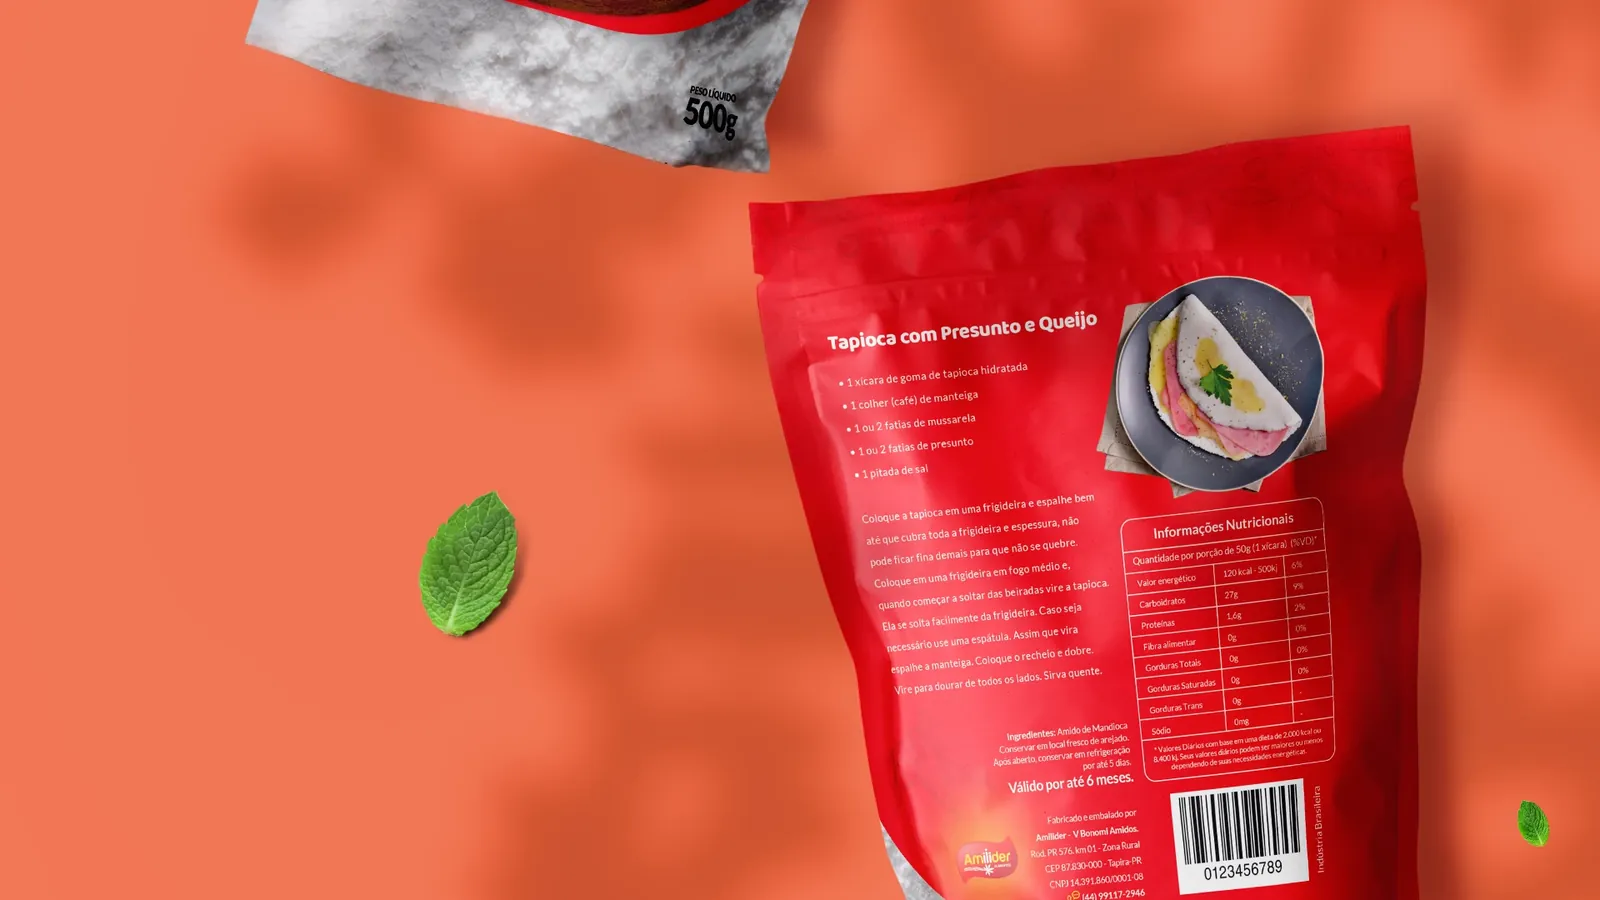 PESO LÍQUIDO
500g
Tapioca com Presunto e Queijo
• 1 xícara de goma de tapioca hidratada
• 1 colher (café) de manteiga
• 1 ou 2 fatias de mussarela
• 1 ou 2 fatias de presunto
• 1 pitada de sal
Coloque a tapioca em uma frigideira e espalhe bem
até que cubra toda a frigideira e espessura, não
pode ficar fina demais para que não se quebre.
Coloque em uma frigideira em fogo médio e,
quando começar a soltar das beiradas vire a tapioca.
Ela se solta facilmente da frigideira. Caso seja
necessário use uma espátula. Assim que vira
espalhe a manteiga. Coloque o recheio e dobre.
Vire para dourar de todos os lados. Sirva quente.
Informações Nutricionais
Quantidade por porção de 50g (1 xícara) (%VD)*
Valor energético 120 kcal - 500kj 6%
Carboidratos 27g 9%
Proteínas 1,6g 2%
Fibra alimentar 0g 0%
Gorduras Totais 0g 0%
Gorduras Saturadas 0g 0%
Gorduras Trans 0g -
Sódio 0mg -
* Valores Diários com base em uma dieta de 2.000 kcal ou
8.400 kj. Seus valores diários podem ser maiores ou menos
dependendo de suas necessidades energéticas.
Ingredientes: Amido de Mandioca
Conservar em local fresco de arejado.
Após aberto, conservar em refrigeração
por até 5 dias.
Válido por até 6 meses.
Fabricado e embalado por
Amilider - V Bonomi Amidos.
Rod. PR 576. km 01 - Zona Rural
CEP 87.830-000 - Tapira-PR
CNPJ 14.391.860/0001-08
(44) 99117-2946
Amilider
0123456789
Indústria Brasileira